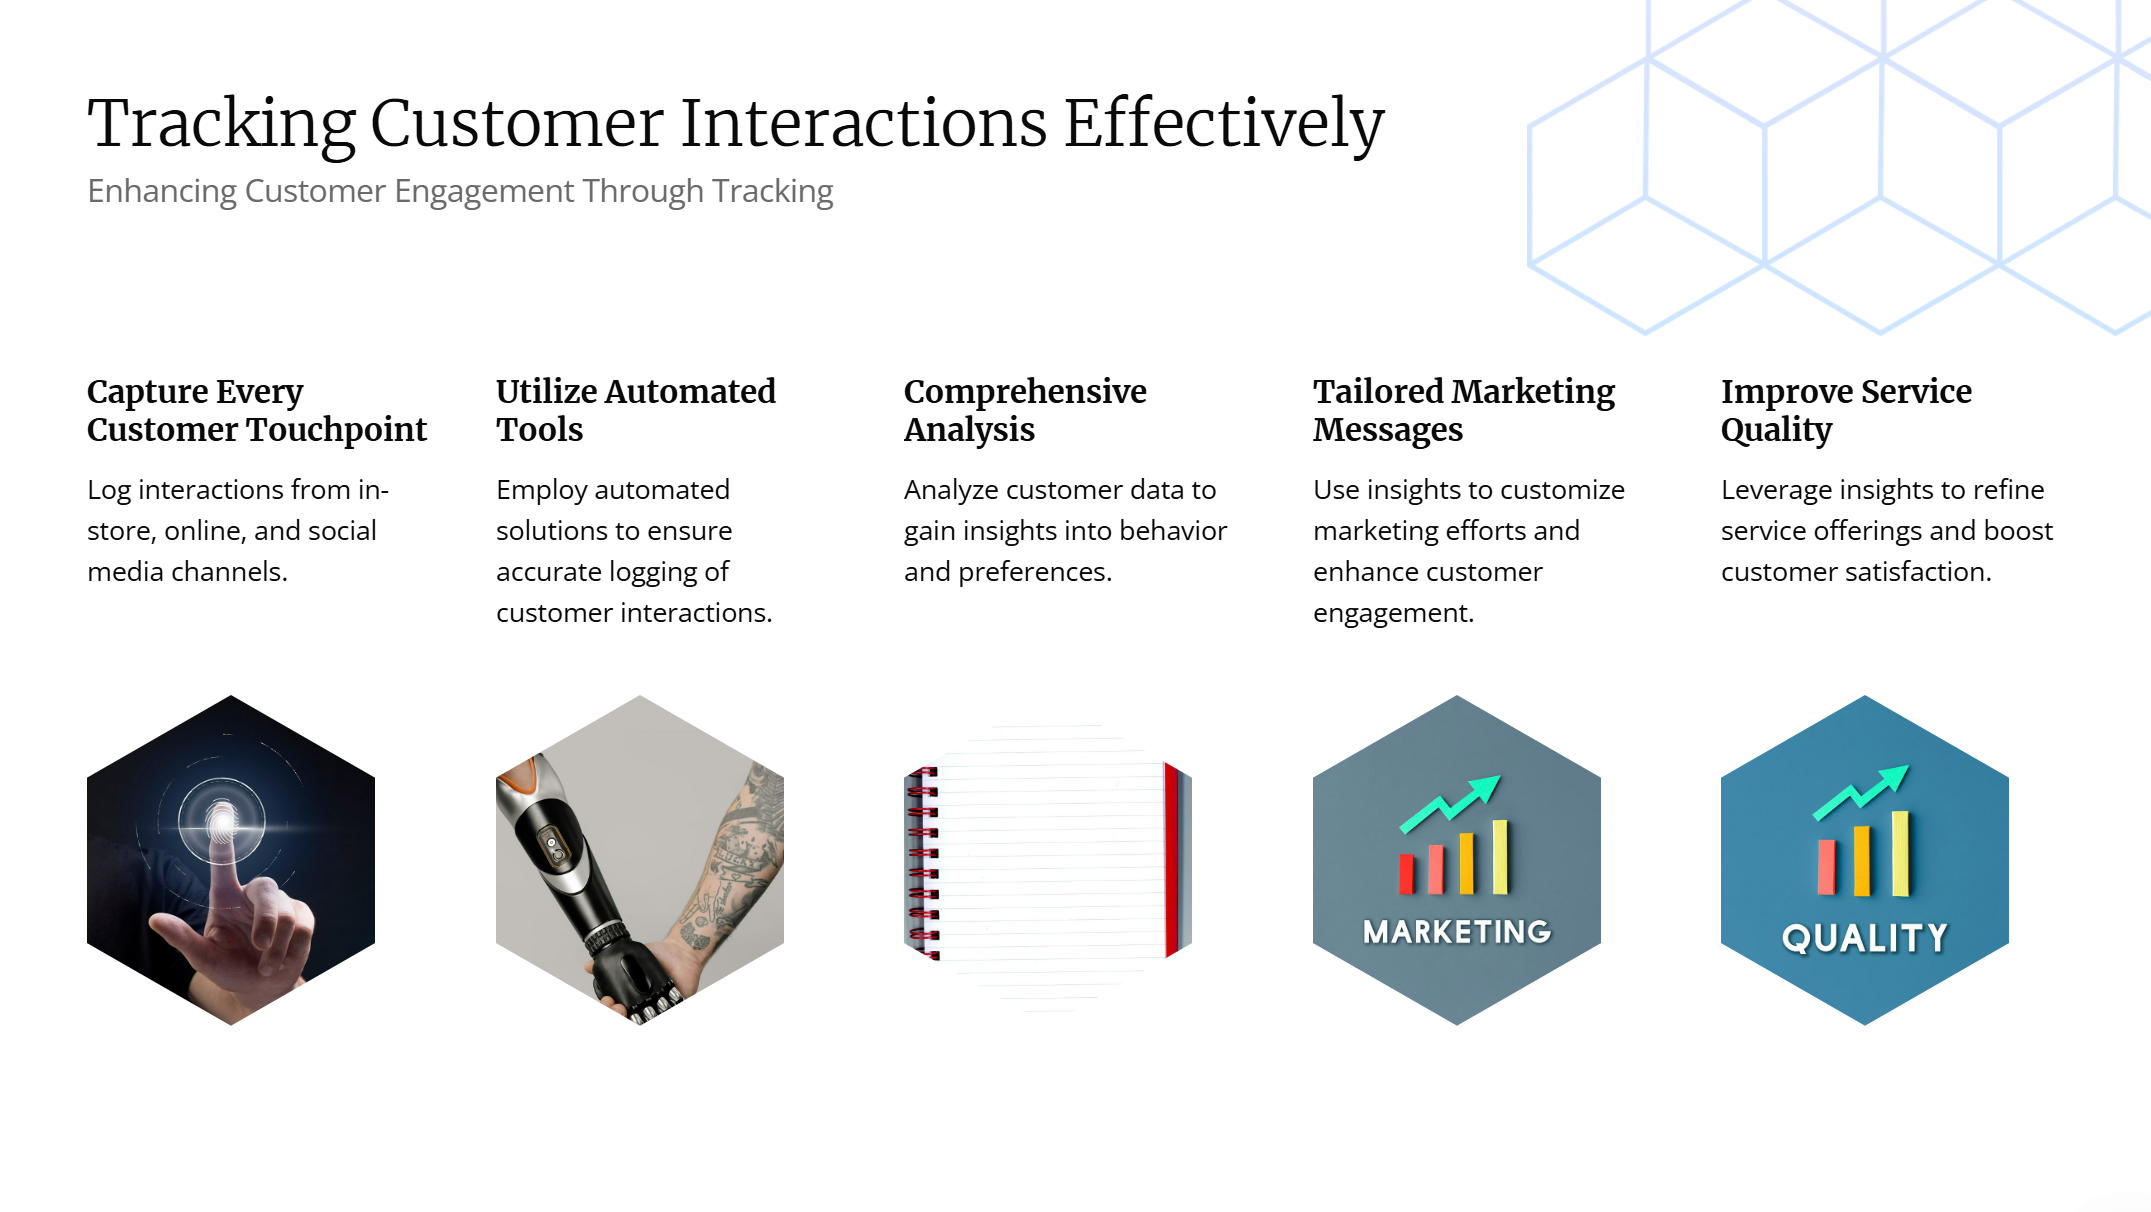 Tracking Customer Interactions Effectively
Enhancing Customer Engagement Through Tracking
Capture Every
Customer Touchpoint
Log interactions from in-
store, online, and social
media channels.
Utilize Automated
Tools
Employ automated
solutions to ensure
accurate logging of
customer interactions.
Comprehensive
Analysis
Analyze customer data to
gain insights into behavior
and preferences.
Tailored Marketing
Messages
Use insights to customize
marketing efforts and
enhance customer
engagement.
Improve Service
Quality
Leverage insights to refine
service offerings and boost
customer satisfaction.
LUCKY
MARKETING
QUALITY